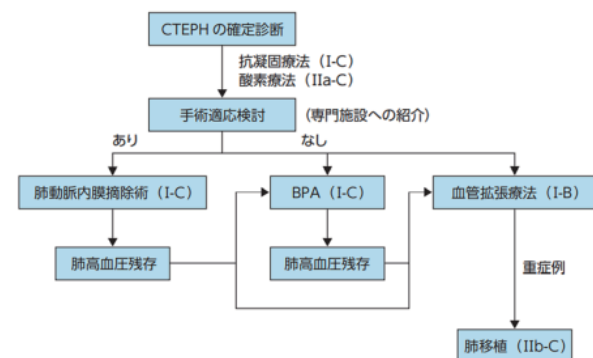 CTEPH の確定診断
抗凝固療法（I-C）
酸素療法（IIa-C）
手術適応検討 （専門施設への紹介）
あり なし
肺動脈内膜摘除術（I-C） BPA（I-C） 血管拡張療法（I-B）
肺高血圧残存 肺高血圧残存 重症例
肺移植（IIb-C）